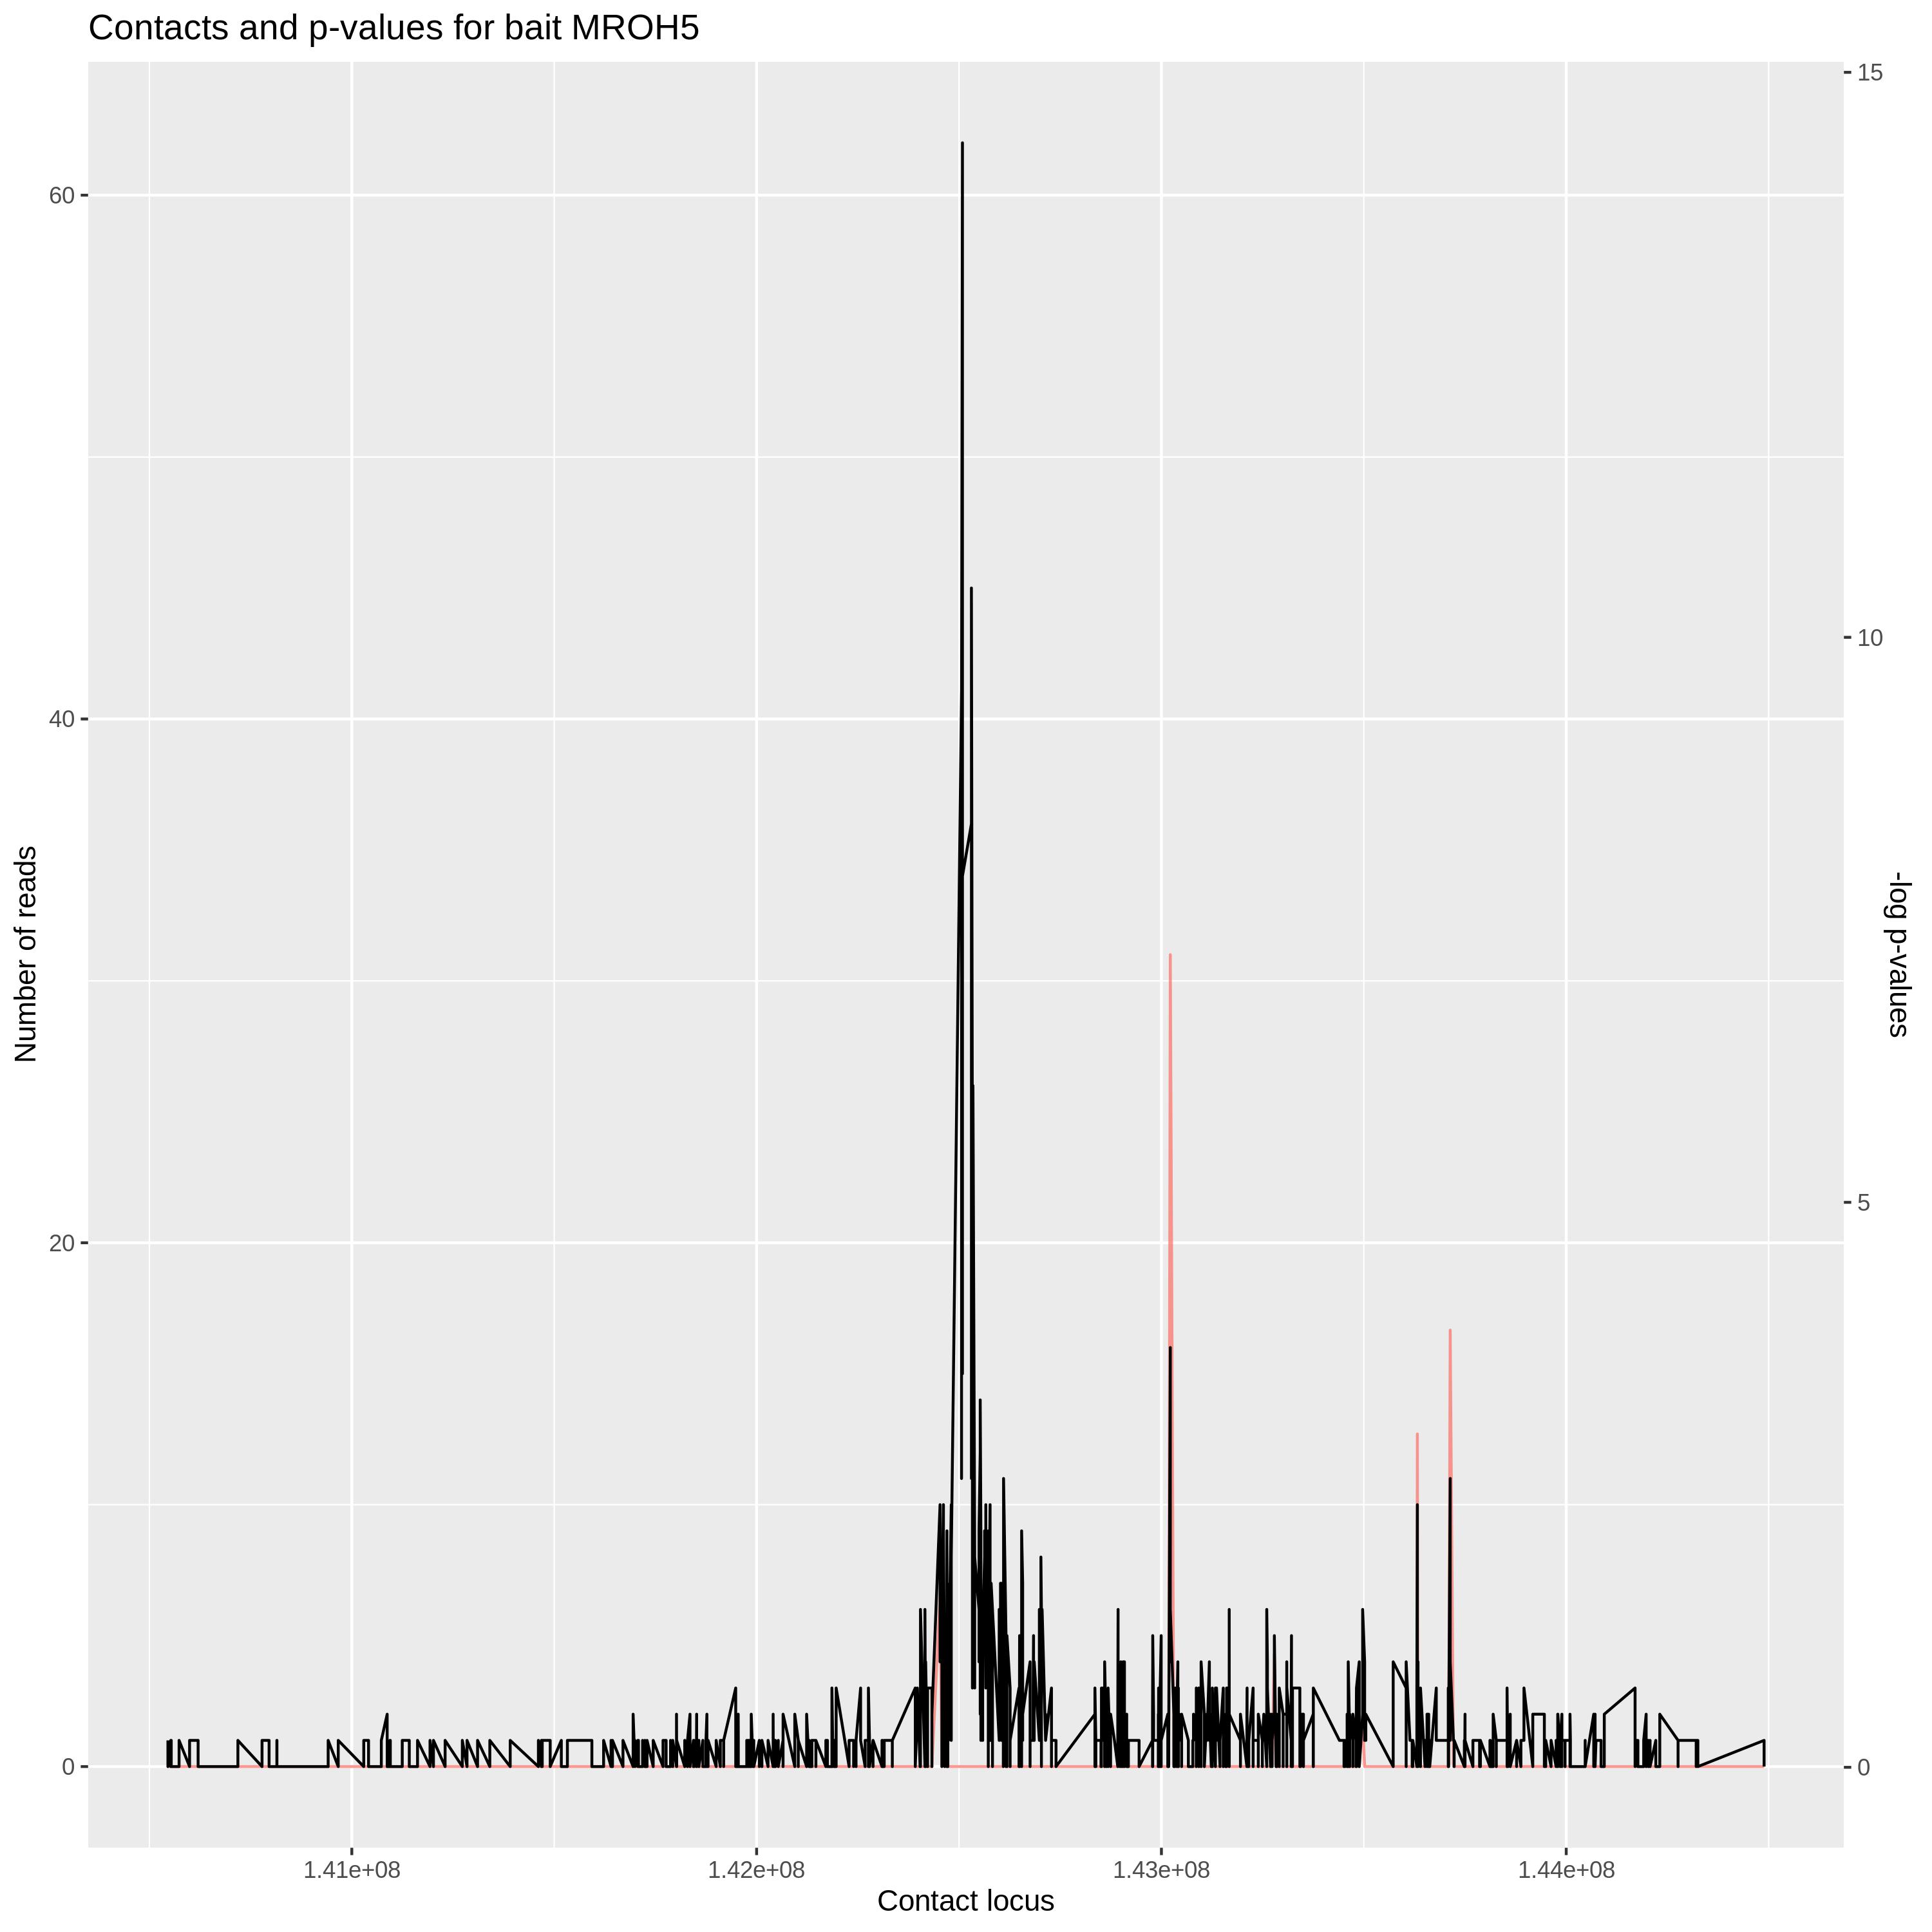 Contacts and p-values for bait MROH5
15
60
10
40
Number of reads
-log p-values
5
20
0
0
1.41e+08
1.42e+08
1.43e+08
1.44e+08
Contact locus